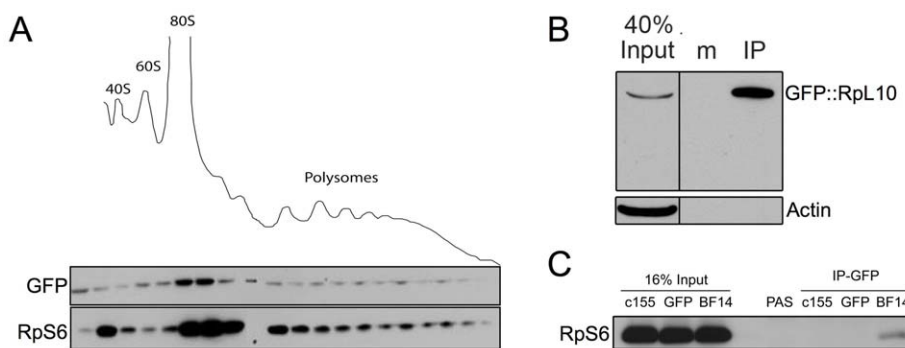 A
40S
60S
80S
Polysomes
GFP
RpS6
B
40% Input
m
IP
GFP::RpL10
Actin
C
16% Input
IP-GFP
c155 GFP BF14 PAS c155 GFP BF14
RpS6